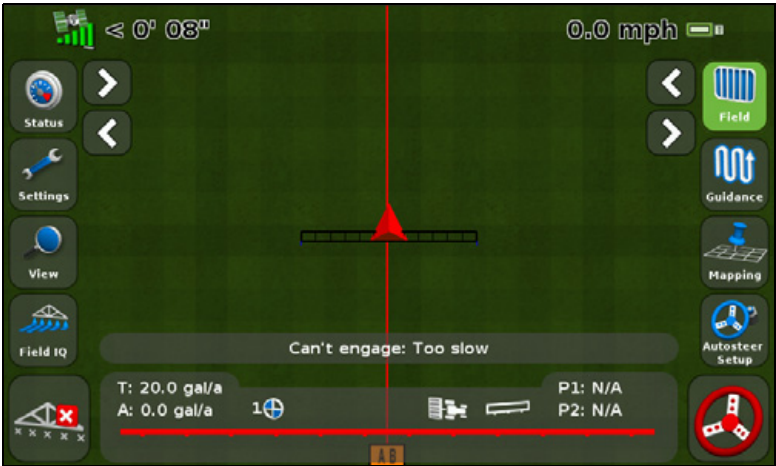 < 0' 08"
0.0 mph
Status
Field
Settings
Guidance
View
Mapping
Field IQ
Autosteer
Setup
Can't engage: Too slow
T: 20.0 gal/a
A: 0.0 gal/a
1
P1: N/A
P2: N/A
x x x x x
A B